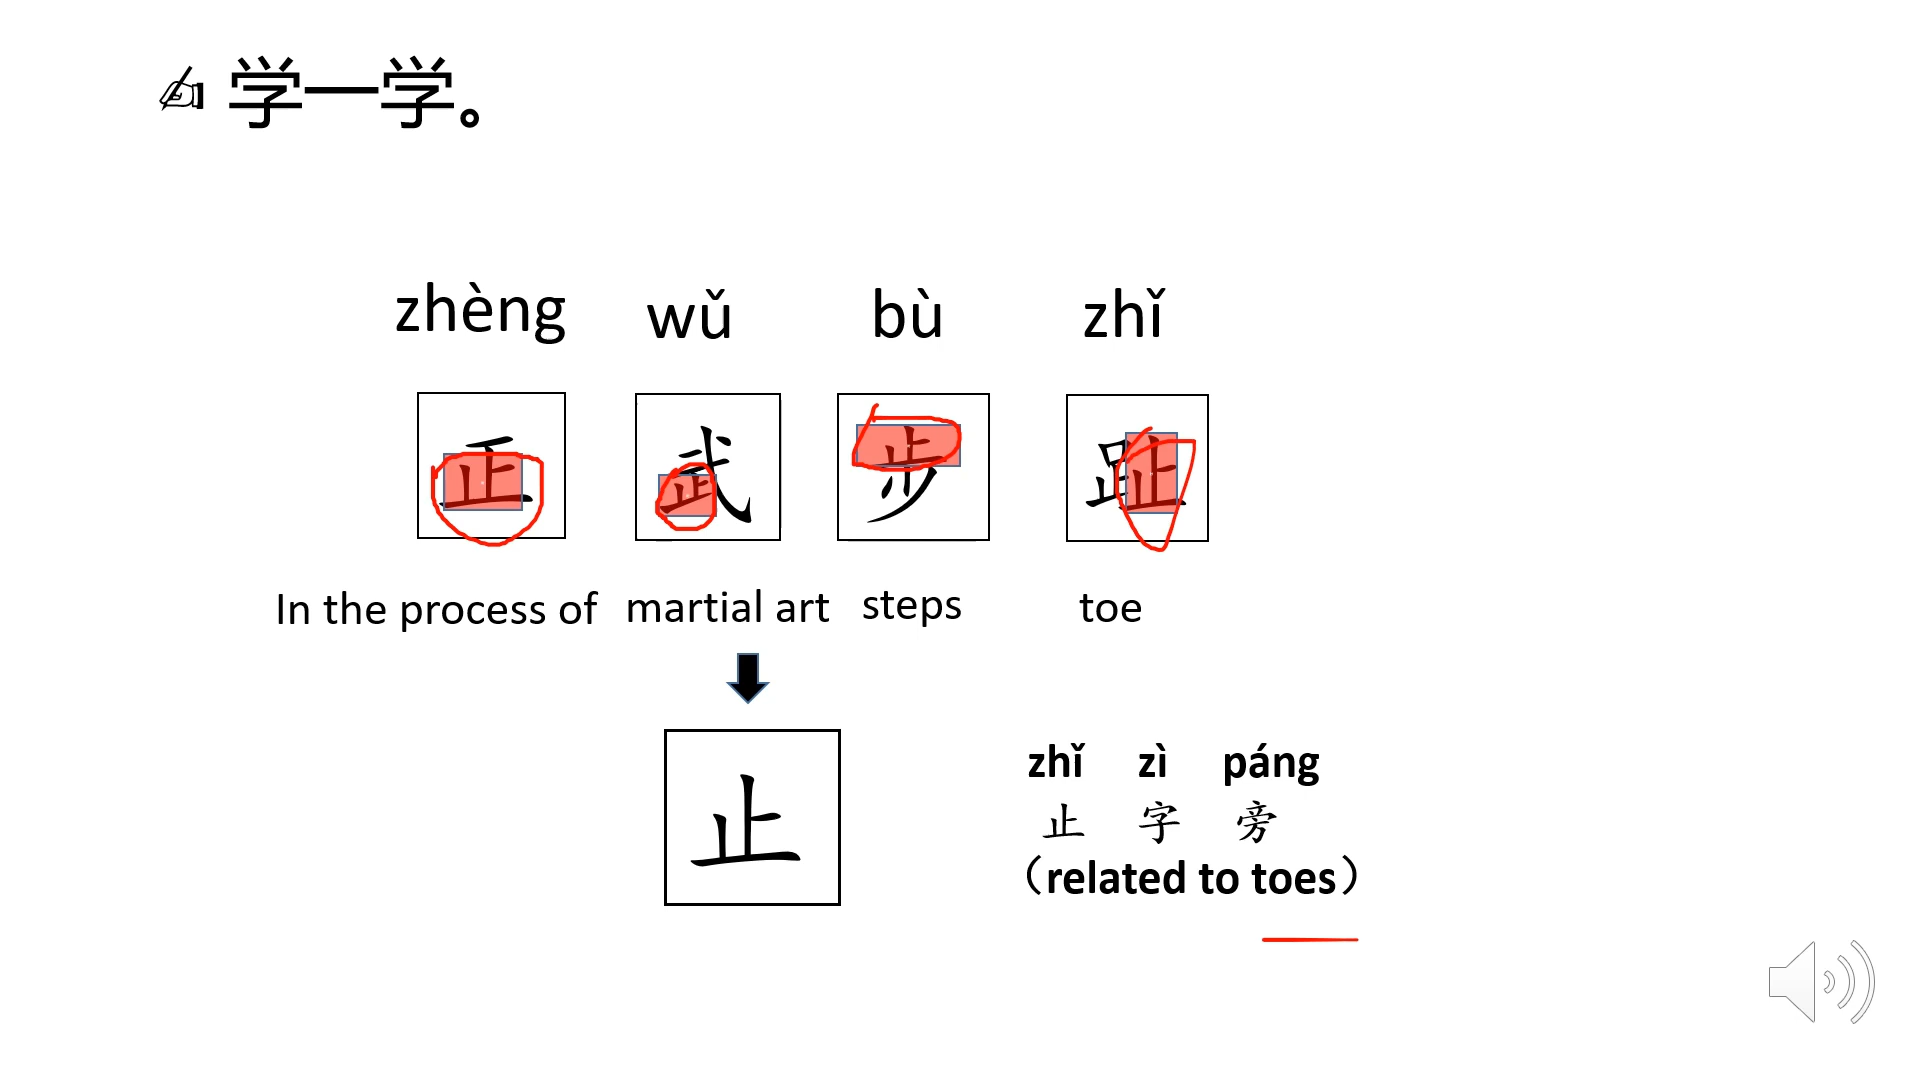 ✍ 学一学。
zhèng wǔ bù zhǐ
正 武 步 趾
In the process of martial art steps toe
止
zhǐ zì páng
止 字 旁
（related to toes）